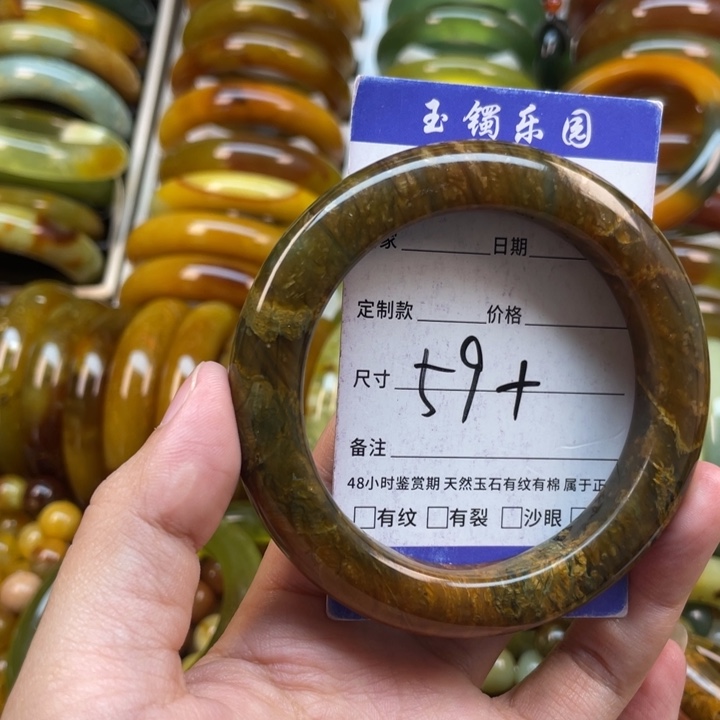 玉镯乐园
家 日期
定制款 价格
尺寸 59+
备注
48小时鉴赏期 天然玉石有纹有棉 属于正
□有纹 □有裂 □沙眼 □